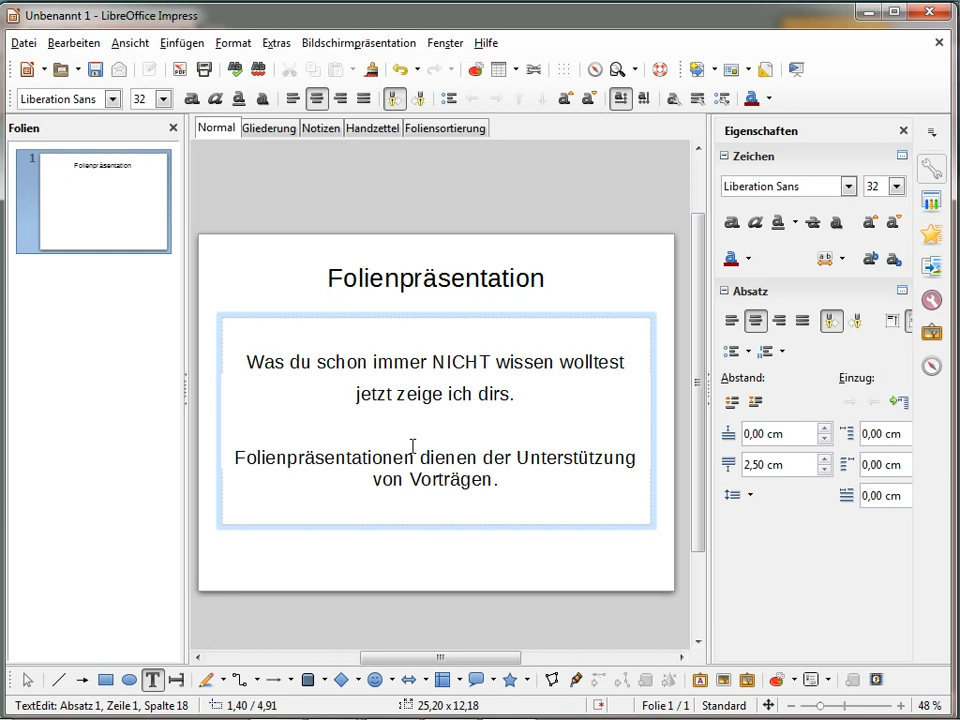 Unbenannt 1 - LibreOffice Impress
Datei Bearbeiten Ansicht Einfügen Format Extras Bildschirmpräsentation Fenster Hilfe
Liberation Sans 32
Folien
Normal Gliederung Notizen Handzettel Foliensortierung
Eigenschaften
Zeichen
Liberation Sans 32
1
Folienpräsentation
Folienpräsentation
Was du schon immer NICHT wissen wolltest
jetzt zeige ich dirs.
Folienpräsentationen dienen der Unterstützung
von Vorträgen.
Absatz
Abstand: Einzug:
0,00 cm 0,00 cm
2,50 cm 0,00 cm
0,00 cm
TextEdit: Absatz 1, Zeile 1, Spalte 18 1,40 / 4,91 25,20 x 12,18 Folie 1 / 1 Standard 48 %